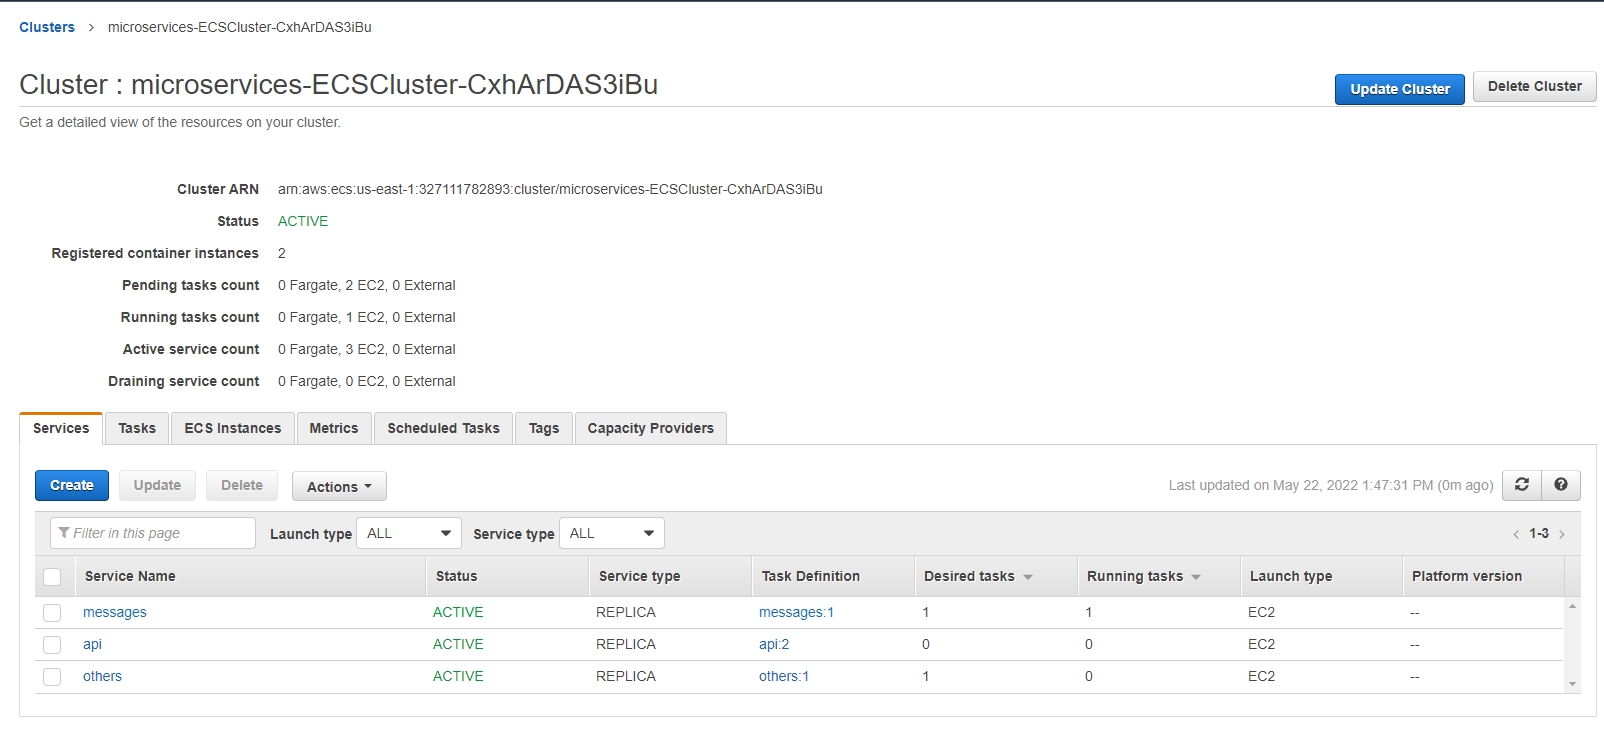 Clusters > microservices-ECSCluster-CxhArDAS3iBu
Cluster : microservices-ECSCluster-CxhArDAS3iBu
Update Cluster Delete Cluster
Get a detailed view of the resources on your cluster.
Cluster ARN arn:aws:ecs:us-east-1:327111782893:cluster/microservices-ECSCluster-CxhArDAS3iBu
Status ACTIVE
Registered container instances 2
Pending tasks count 0 Fargate, 2 EC2, 0 External
Running tasks count 0 Fargate, 1 EC2, 0 External
Active service count 0 Fargate, 3 EC2, 0 External
Draining service count 0 Fargate, 0 EC2, 0 External
Services Tasks ECS Instances Metrics Scheduled Tasks Tags Capacity Providers
Create Update Delete Actions Last updated on May 22, 2022 1:47:31 PM (0m ago)
Filter in this page Launch type ALL Service type ALL < 1-3 >
Service Name Status Service type Task Definition Desired tasks Running tasks Launch type Platform version
messages ACTIVE REPLICA messages:1 1 1 EC2 --
api ACTIVE REPLICA api:2 0 0 EC2 --
others ACTIVE REPLICA others:1 1 0 EC2 --